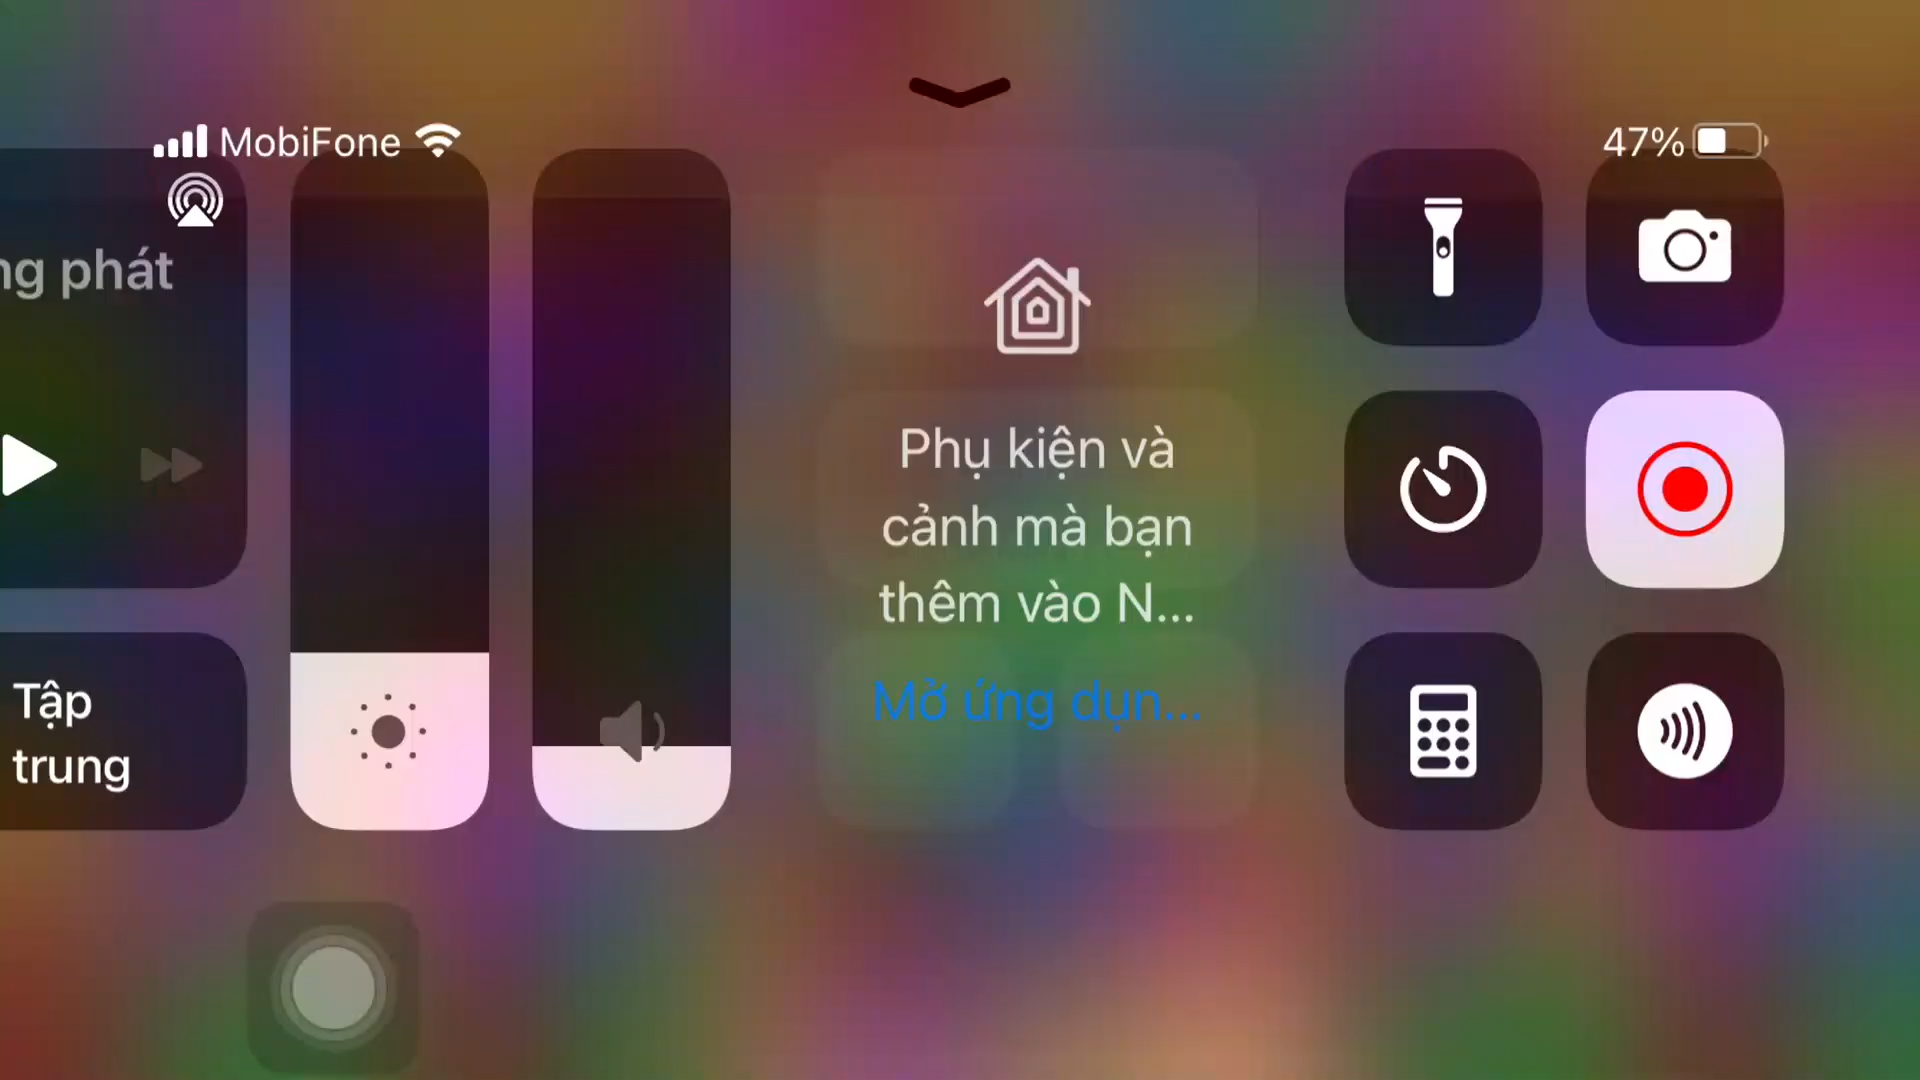 MobiFone
47%
ng phát
Phụ kiện và
cảnh mà bạn
thêm vào N...
Mở ứng dụn...
Tập
trung